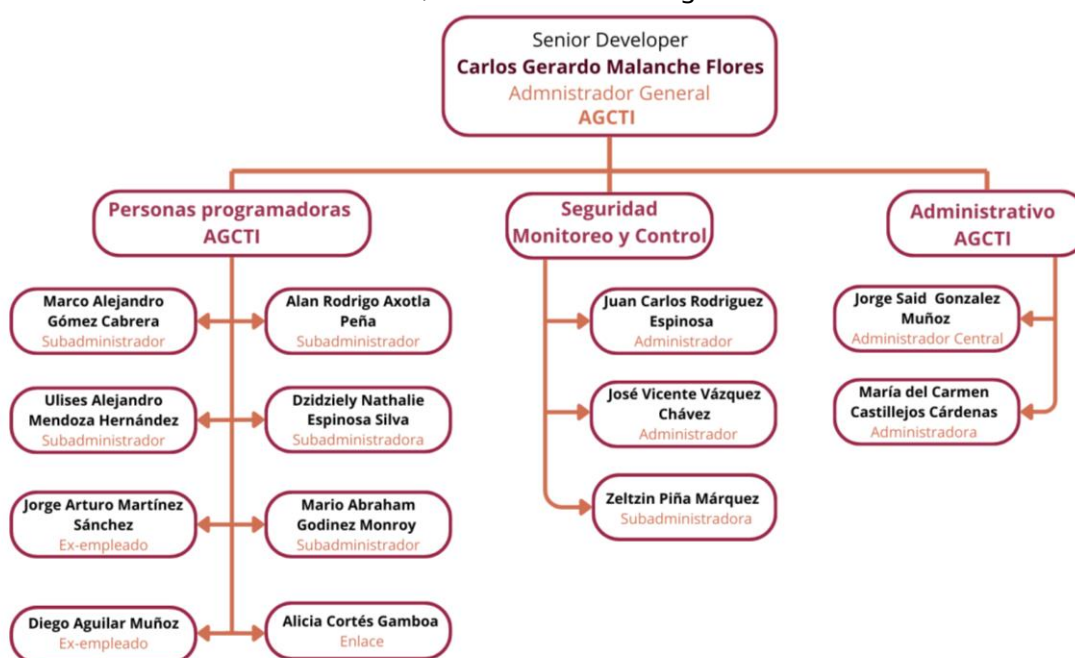 Senior Developer
Carlos Gerardo Malanche Flores
Admnistrador General
AGCTI
Personas programadoras
AGCTI
Seguridad
Monitoreo y Control
Administrativo
AGCTI
Marco Alejandro
Gómez Cabrera
Subadministrador
Alan Rodrigo Axotla
Peña
Subadministrador
Ulises Alejandro
Mendoza Hernández
Subadministrador
Dzidziely Nathalie
Espinosa Silva
Subadministradora
Jorge Arturo Martínez
Sánchez
Ex-empleado
Mario Abraham
Godinez Monroy
Subadministrador
Diego Aguilar Muñoz
Ex-empleado
Alicia Cortés Gamboa
Enlace
Juan Carlos Rodriguez
Espinosa
Administrador
José Vicente Vázquez
Chávez
Administrador
Zeltzin Piña Márquez
Subadministradora
Jorge Said Gonzalez
Muñoz
Administrador Central
María del Carmen
Castillejos Cárdenas
Administradora